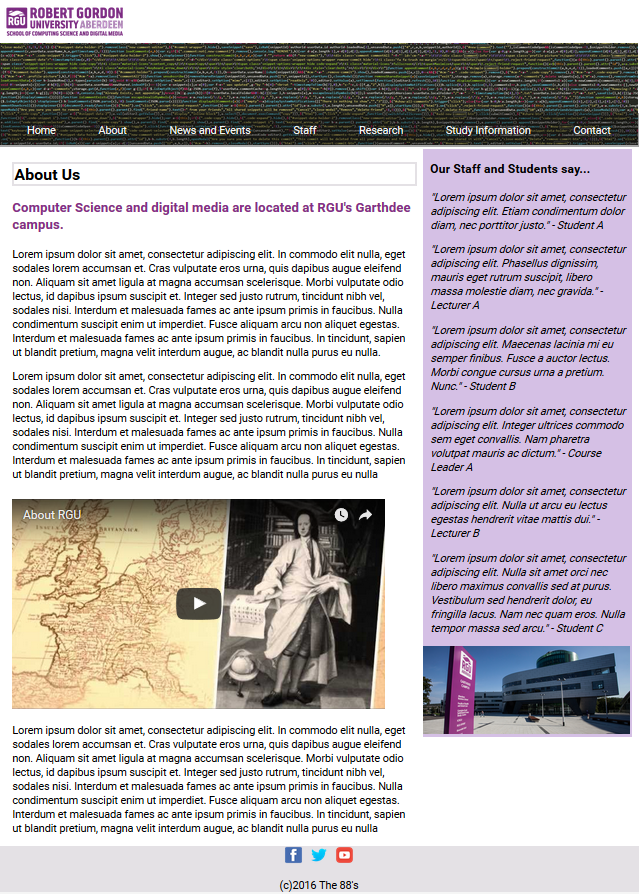 RGU
ROBERT GORDON
UNIVERSITY ABERDEEN
SCHOOL OF COMPUTING SCIENCE AND DIGITAL MEDIA
Home
About
News and Events
Staff
Research
Study Information
Contact
About Us
Computer Science and digital media are located at RGU's Garthdee
campus.
Lorem ipsum dolor sit amet, consectetur adipiscing elit. In commodo elit nulla, eget
sodales lorem accumsan et. Cras vulputate eros urna, quis dapibus augue eleifend
non. Aliquam sit amet ligula at magna accumsan scelerisque. Morbi vulputate odio
lectus, id dapibus ipsum suscipit et. Integer sed justo rutrum, tincidunt nibh vel,
sodales nisi. Interdum et malesuada fames ac ante ipsum primis in faucibus. Nulla
condimentum suscipit enim ut imperdiet. Fusce aliquam arcu non aliquet egestas.
Interdum et malesuada fames ac ante ipsum primis in faucibus. In tincidunt, sapien
ut blandit pretium, magna velit interdum augue, ac blandit nulla purus eu nulla.
Lorem ipsum dolor sit amet, consectetur adipiscing elit. In commodo elit nulla, eget
sodales lorem accumsan et. Cras vulputate eros urna, quis dapibus augue eleifend
non. Aliquam sit amet ligula at magna accumsan scelerisque. Morbi vulputate odio
lectus, id dapibus ipsum suscipit et. Integer sed justo rutrum, tincidunt nibh vel,
sodales nisi. Interdum et malesuada fames ac ante ipsum primis in faucibus. Nulla
condimentum suscipit enim ut imperdiet. Fusce aliquam arcu non aliquet egestas.
Interdum et malesuada fames ac ante ipsum primis in faucibus. In tincidunt, sapien
ut blandit pretium, magna velit interdum augue, ac blandit nulla purus eu nulla
About RGU
Lorem ipsum dolor sit amet, consectetur adipiscing elit. In commodo elit nulla, eget
sodales lorem accumsan et. Cras vulputate eros urna, quis dapibus augue eleifend
non. Aliquam sit amet ligula at magna accumsan scelerisque. Morbi vulputate odio
lectus, id dapibus ipsum suscipit et. Integer sed justo rutrum, tincidunt nibh vel,
sodales nisi. Interdum et malesuada fames ac ante ipsum primis in faucibus. Nulla
condimentum suscipit enim ut imperdiet. Fusce aliquam arcu non aliquet egestas.
Interdum et malesuada fames ac ante ipsum primis in faucibus. In tincidunt, sapien
ut blandit pretium, magna velit interdum augue, ac blandit nulla purus eu nulla
Our Staff and Students say...
"Lorem ipsum dolor sit amet, consectetur
adipiscing elit. Etiam condimentum dolor
diam, nec porttitor justo." - Student A
"Lorem ipsum dolor sit amet, consectetur
adipiscing elit. Phasellus dignissim,
mauris eget rutrum suscipit, libero
massa molestie diam, nec gravida." -
Lecturer A
"Lorem ipsum dolor sit amet, consectetur
adipiscing elit. Maecenas lacinia mi eu
semper finibus. Fusce a auctor lectus.
Morbi congue cursus urna a pretium.
Nunc." - Student B
"Lorem ipsum dolor sit amet, consectetur
adipiscing elit. Integer ultrices commodo
sem eget convallis. Nam pharetra
volutpat mauris ac dictum." - Course
Leader A
"Lorem ipsum dolor sit amet, consectetur
adipiscing elit. Nulla ut arcu eu lectus
egestas hendrerit vitae mattis dui." -
Lecturer B
"Lorem ipsum dolor sit amet, consectetur
adipiscing elit. Nulla sit amet orci nec
libero maximus convallis sed at purus.
Vestibulum sed hendrerit dolor, eu
fringilla lacus. Nam nec quam eros. Nulla
tempor massa sed arcu." - Student C
(c)2016 The 88's